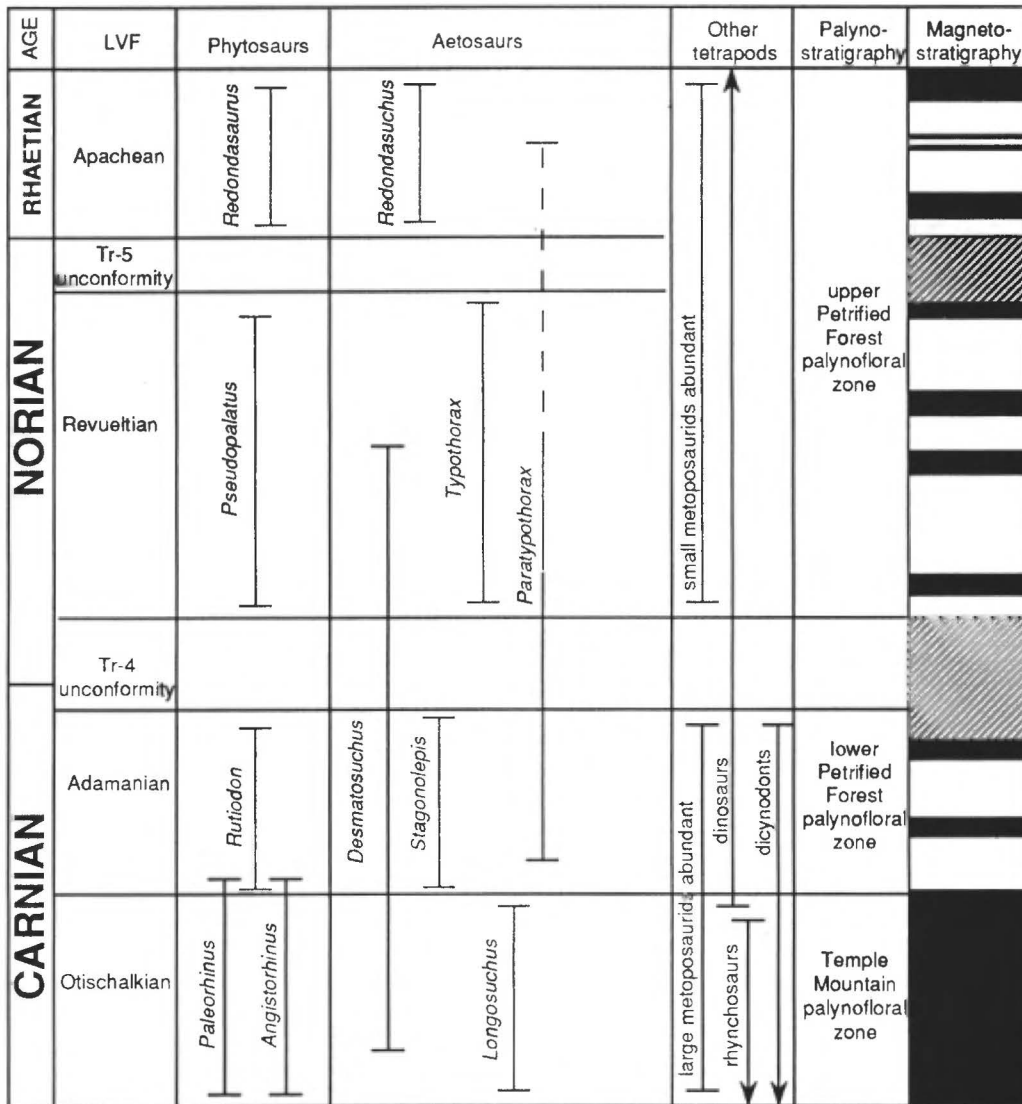 AGE
LVF
Phytosaurs
Aetosaurs
Other
tetrapods
Palyno-
stratigraphy
Magneto-
stratigraphy
RHAETIAN
NORIAN
CARNIAN
Apachean
Tr-5
unconformity
Revueltian
Tr-4
unconformity
Adamanian
Otischalkian
Redondasaurus
Pseudopalatus
Rutiodon
Paleorhinus
Angistorhinus
Redondasuchus
Typothorax
Paratypothorax
Desmatosuchus
Stagonolepis
Longosuchus
small metoposaurids abundant
large metoposaurids abundant
dinosaurs
dicynodonts
rhynchosaurs
upper
Petrified
Forest
palynofloral
zone
lower
Petrified
Forest
palynofloral
zone
Temple
Mountain
palynofloral
zone